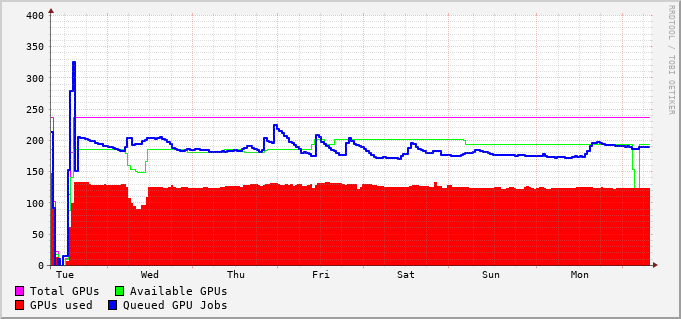 400
350
300
250
200
150
100
50
0
Tue Wed Thu Fri Sat Sun Mon
RRDTOOL / TOBI OETIKER
Total GPUs Available GPUs
GPUs used Queued GPU Jobs